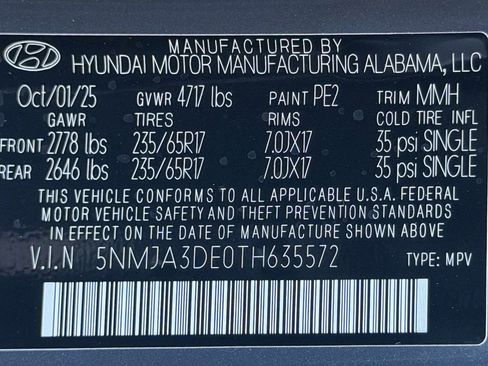 MANUFACTURED BY
HYUNDAI MOTOR MANUFACTURING ALABAMA, LLC
Oct/01/25 GVWR 4717 lbs PAINT PE2 TRIM MMH
GAWR TIRES RIMS COLD TIRE INFL
FRONT 2778 lbs 235/65R17 7.0JX17 35 psi SINGLE
REAR 2646 lbs 235/65R17 7.0JX17 35 psi SINGLE
THIS VEHICLE CONFORMS TO ALL APPLICABLE U.S.A. FEDERAL
MOTOR VEHICLE SAFETY AND THEFT PREVENTION STANDARDS
IN EFFECT ON THE DATE OF MANUFACTURE SHOWN ABOVE.
V.I.N 5NMJA3DE0TH635572 TYPE: MPV